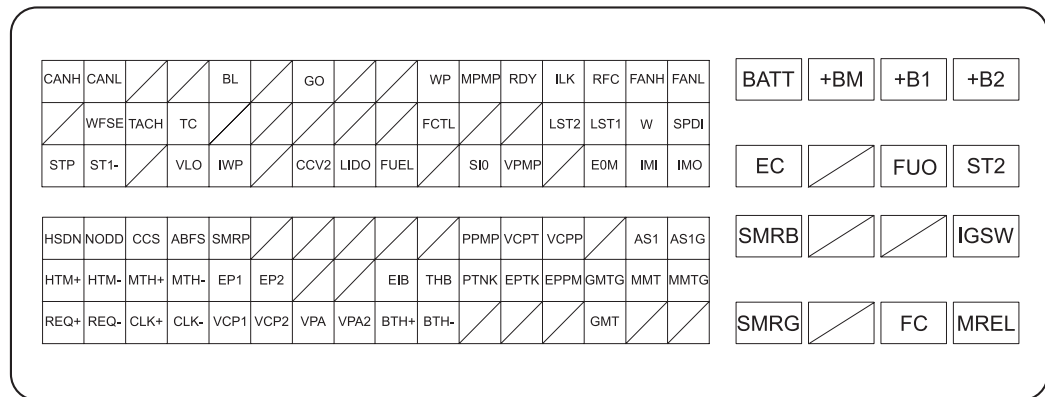 CANH CANL BL GO WP MPMP RDY ILK RFC FANH FANL
WFSE TACH TC FCTL LST2 LST1 W SPDI
STP ST1- VLO IWP CCV2 LIDO FUEL SI0 VPMP E0M IMI IMO
BATT +BM +B1 +B2
EC FUO ST2
HSDN NODD CCS ABFS SMRP PPMP VCPT VCPP AS1 AS1G
HTM+ HTM- MTH+ MTH- EP1 EP2 EIB THB PTNK EPTK EPPM GMTG MMT MMTG
REQ+ REQ- CLK+ CLK- VCP1 VCP2 VPA VPA2 BTH+ BTH- GMT
SMRB IGSW
SMRG FC MREL